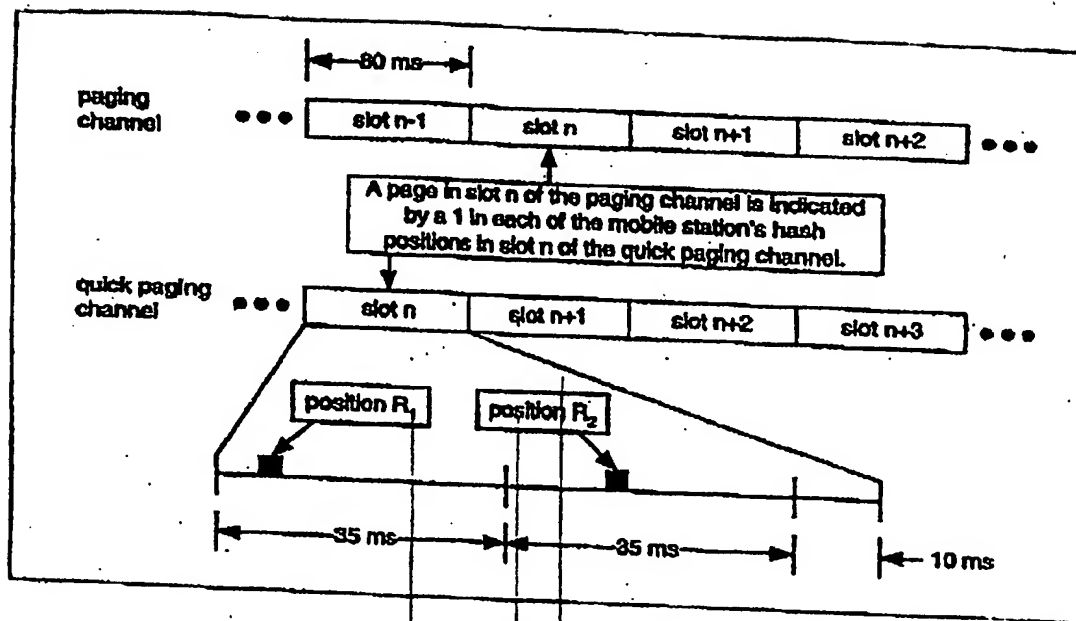 80 ms
paging
channel
slot n-1
slot n
slot n+1
slot n+2
A page in slot n of the paging channel is indicated
by a 1 in each of the mobile station's hash
positions in slot n of the quick paging channel.
quick paging
channel
slot n
slot n+1
slot n+2
slot n+3
position R1
position R2
35 ms
35 ms
10 ms